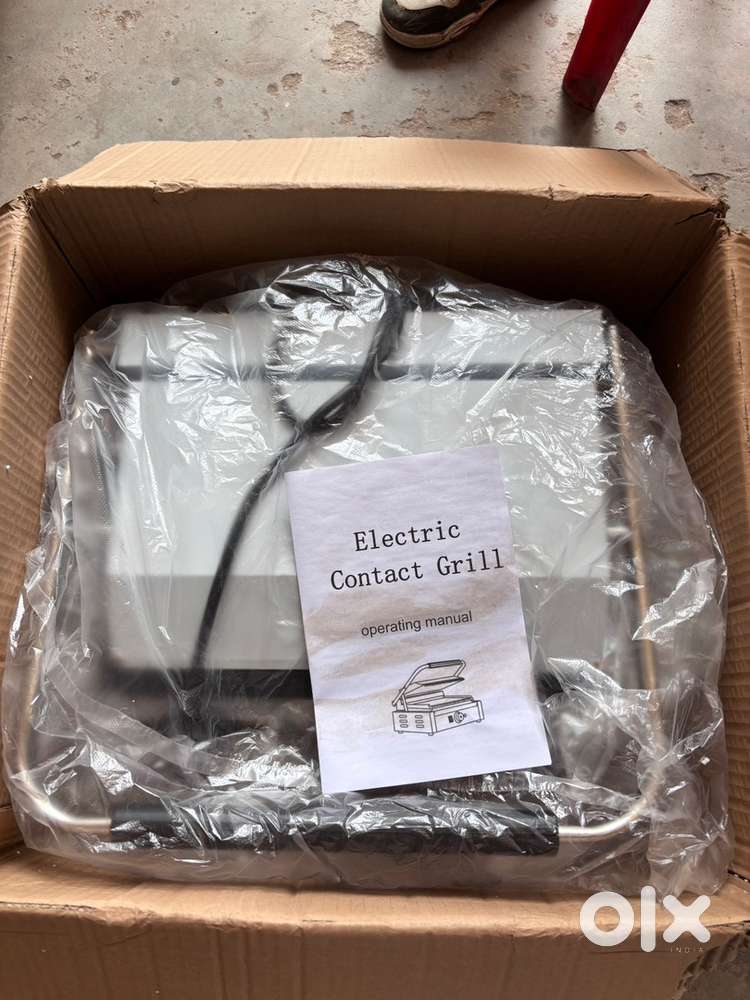 Electric
Contact Grill
operating manual
olx
INDIA